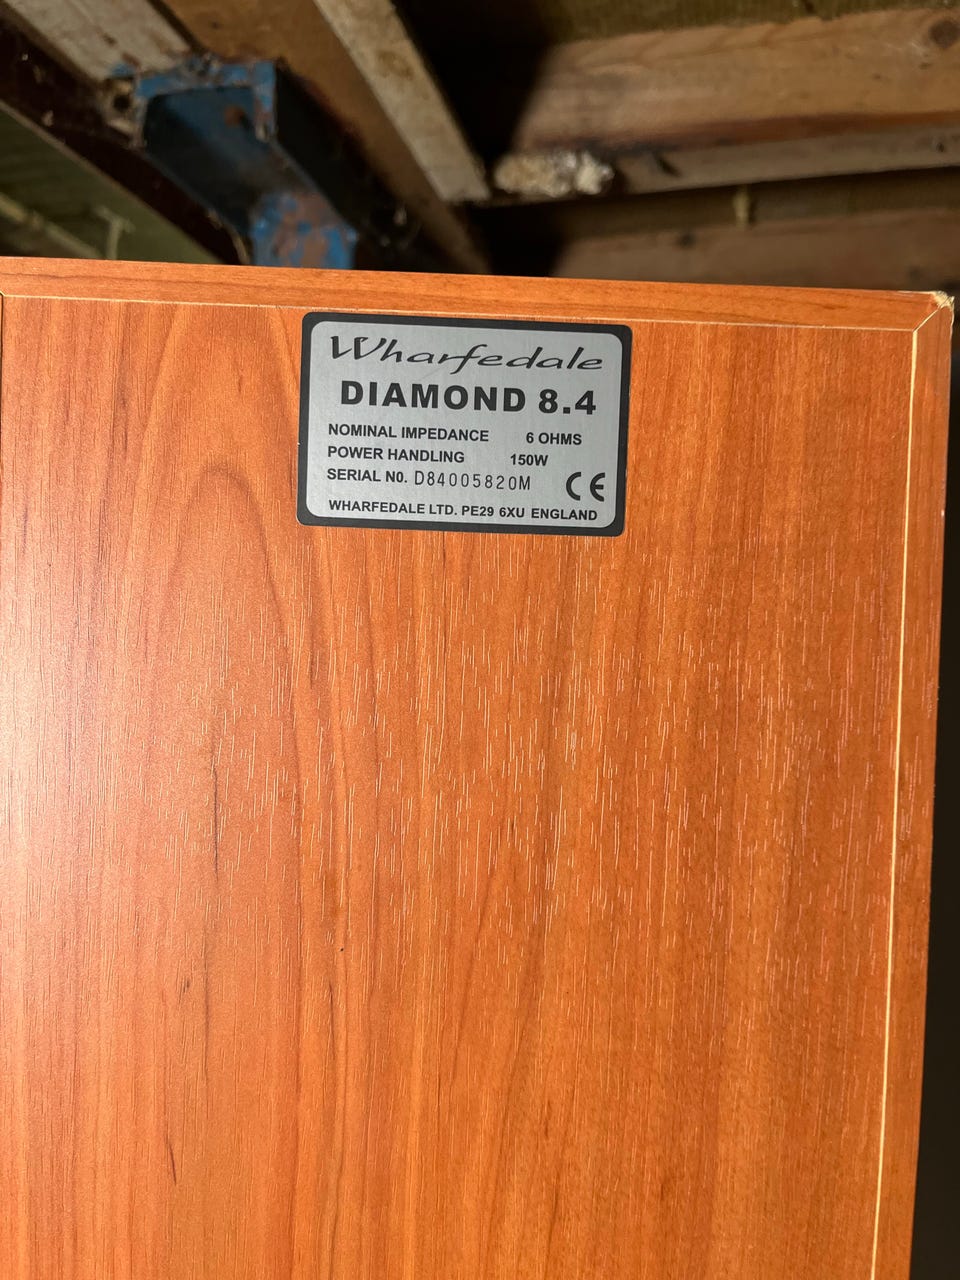 Wharfedale
DIAMOND 8.4
NOMINAL IMPEDANCE 6 OHMS
POWER HANDLING 150W
SERIAL NO. D84005820M
CE
WHARFEDALE LTD. PE29 6XU ENGLAND